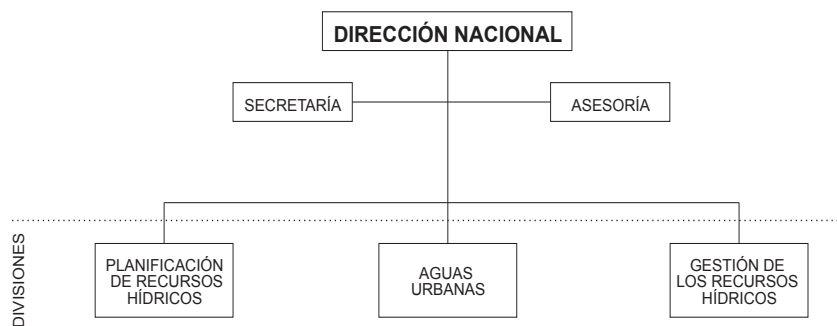 DIRECCIÓN NACIONAL
SECRETARÍA
ASESORÍA
DIVISIONES
PLANIFICACIÓN
DE RECURSOS
HÍDRICOS
AGUAS
URBANAS
GESTIÓN DE
LOS RECURSOS
HÍDRICOS